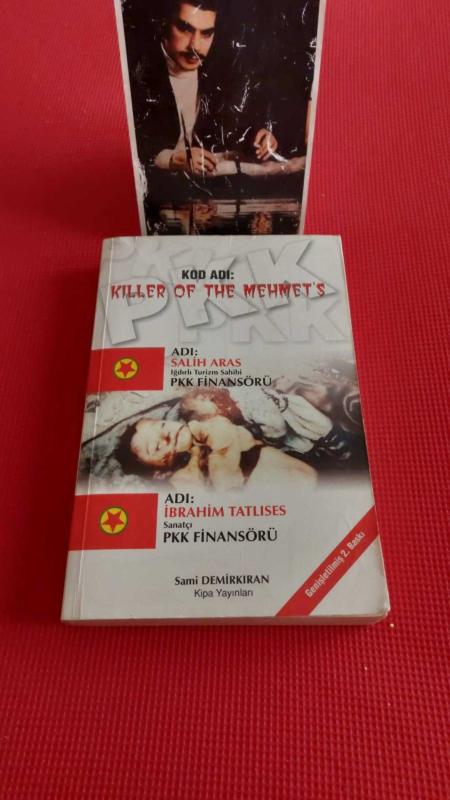 PKK
KOD ADI:
KILLER OF THE MEHMET'S
ADI:
SALİH ARAS
Iğdırlı Turizm Sahibi
PKK FİNANSÖRÜ
ADI:
İBRAHİM TATLISES
Sanatçı
PKK FİNANSÖRÜ
Genişletilmiş 2. Baskı
Sami DEMİRKIRAN
Kipa Yayınları